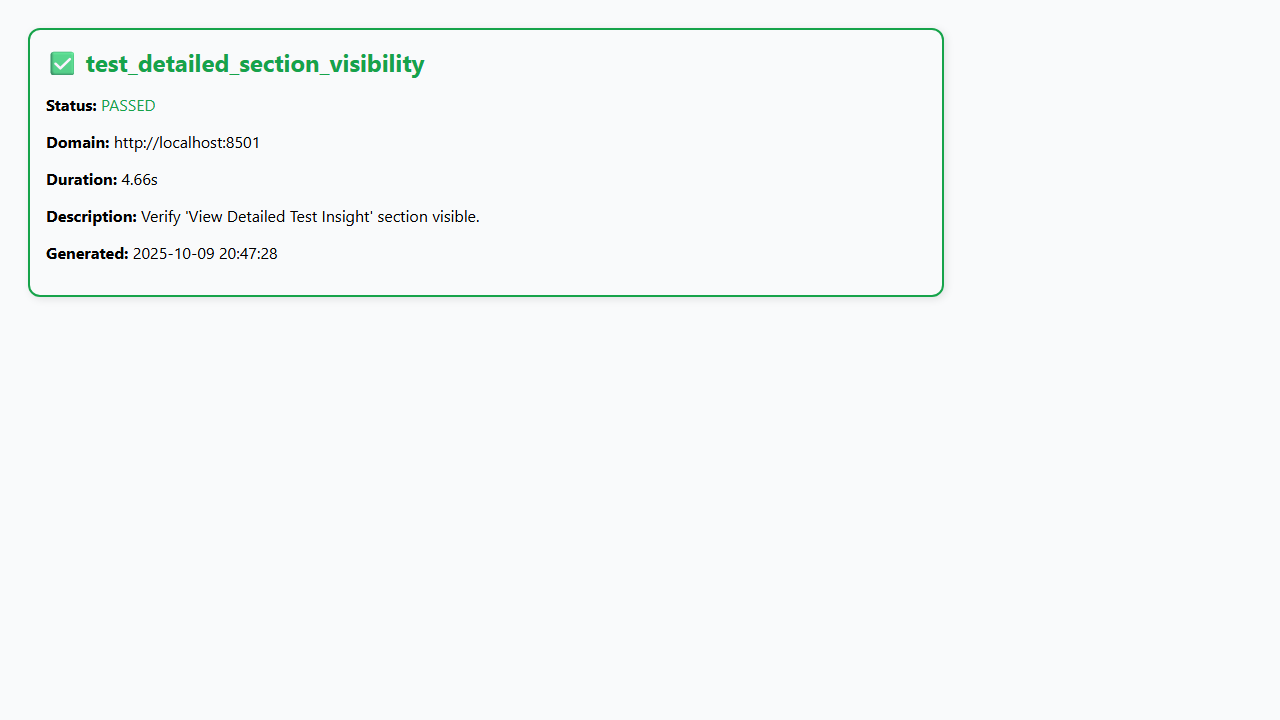 ✅ test_detailed_section_visibility
Status: PASSED
Domain: http://localhost:8501
Duration: 4.66s
Description: Verify 'View Detailed Test Insight' section visible.
Generated: 2025-10-09 20:47:28